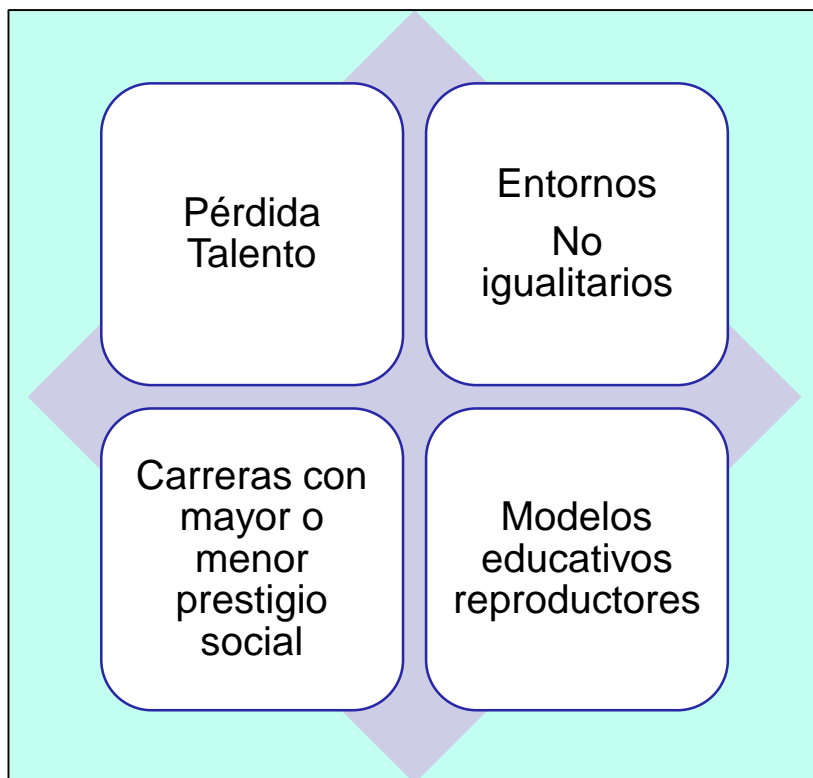 Pérdida
Talento
Entornos
No
igualitarios
Carreras con
mayor o
menor
prestigio
social
Modelos
educativos
reproductores